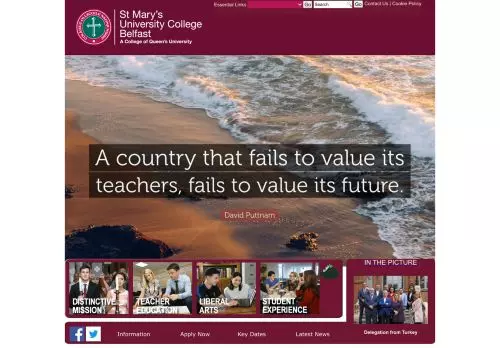 St Mary's
University College
Belfast
A College of Queen's University
Essential Links
Go
Search
Go
Contact Us | Cookie Policy
A country that fails to value its
teachers, fails to value its future.
David Puttnam
DISTINCTIVE
MISSION
TEACHER
EDUCATION
LIBERAL
ARTS
STUDENT
EXPERIENCE
IN THE PICTURE
Delegation from Turkey
Information
Apply Now
Key Dates
Latest News